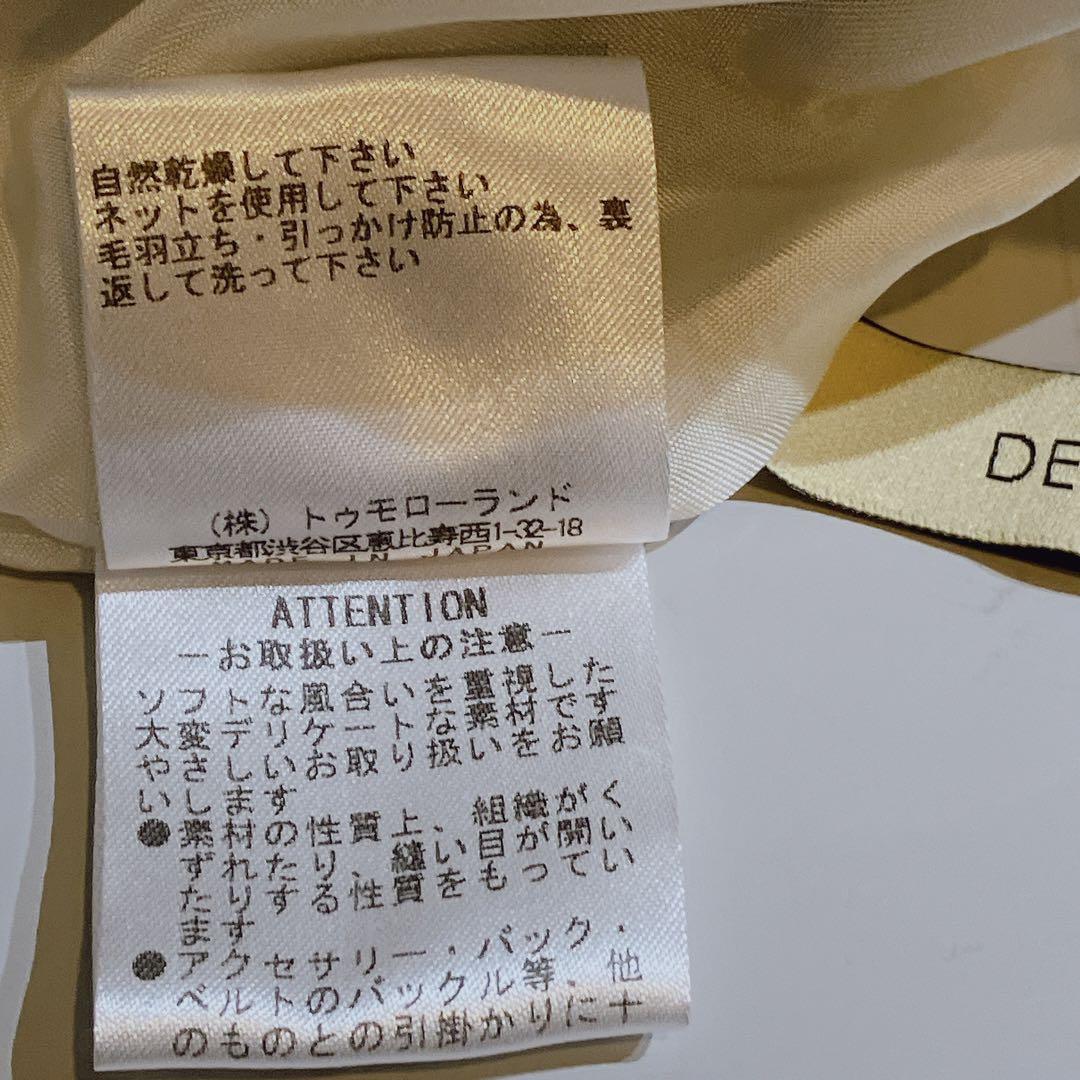 自然乾燥して下さい
ネットを使用して下さい
毛羽立ち・引っかけ防止の為、裏
返して洗って下さい
(株) トゥモローランド
東京都渋谷区恵比寿西1-32-18
MADE IN JAPAN
DE
ATTENTION
ーお取扱い上の注意ー
ソフトな風合いを重視した
大変デリケートな素材です
やさしいお取り扱いをお願
いします
●素材の性質上、組織がく
ずれたり、縫い目が開い
たりする性質をもってい
ます
●アクセサリー・バック・
ベルトのバックル等、他
のものとの引掛かりに十